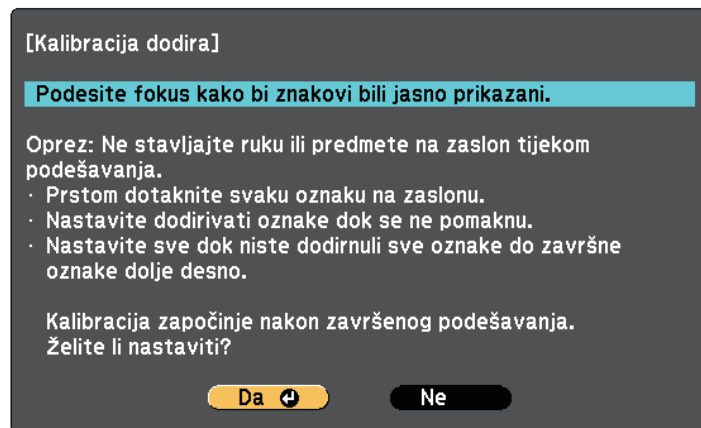 [Kalibracija dodira]
Podesite fokus kako bi znakovi bili jasno prikazani.
Oprez: Ne stavljajte ruku ili predmete na zaslon tijekom
podešavanja.
· Prstom dotaknite svaku oznaku na zaslonu.
· Nastavite dodirivati oznake dok se ne pomaknu.
· Nastavite sve dok niste dodirnuli sve oznake do završne
oznake dolje desno.
Kalibracija započinje nakon završenog podešavanja.
Želite li nastaviti?
Da Ne